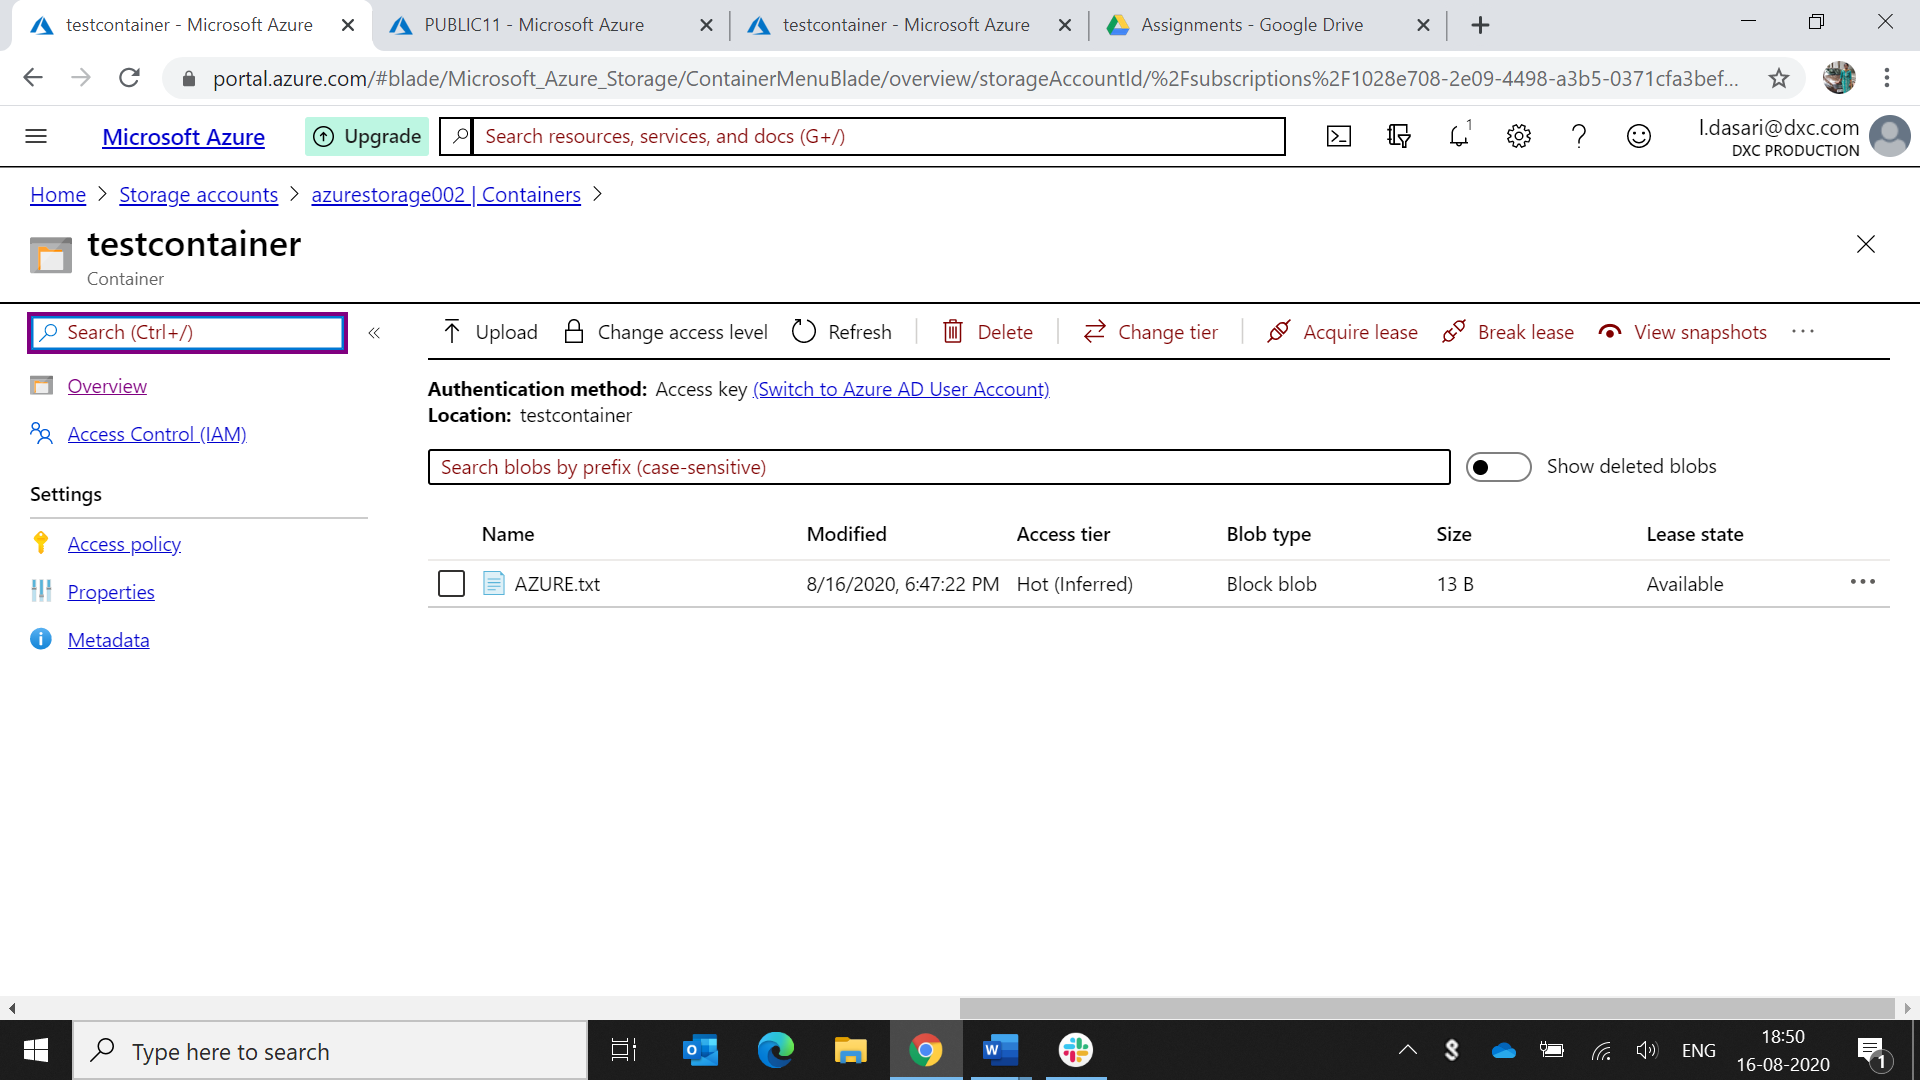 testcontainer - Microsoft Azure
PUBLIC11 - Microsoft Azure
testcontainer - Microsoft Azure
Assignments - Google Drive
portal.azure.com/#blade/Microsoft_Azure_Storage/ContainerMenuBlade/overview/storageAccountId/%2Fsubscriptions%2F1028e708-2e09-4498-a3b5-0371cfa3bef...
Microsoft Azure
Upgrade
Search resources, services, and docs (G+/)
1
l.dasari@dxc.com
DXC PRODUCTION
Home > Storage accounts > azurestorage002 | Containers >
testcontainer
Container
Search (Ctrl+/)
«
Upload
Change access level
Refresh
Delete
Change tier
Acquire lease
Break lease
View snapshots
...
Overview
Access Control (IAM)
Settings
Access policy
Properties
Metadata
Authentication method: Access key (Switch to Azure AD User Account)
Location: testcontainer
Search blobs by prefix (case-sensitive)
Show deleted blobs
Name Modified Access tier Blob type Size Lease state
AZURE.txt 8/16/2020, 6:47:22 PM Hot (Inferred) Block blob 13 B Available ...
Type here to search
ENG
18:50
16-08-2020
1